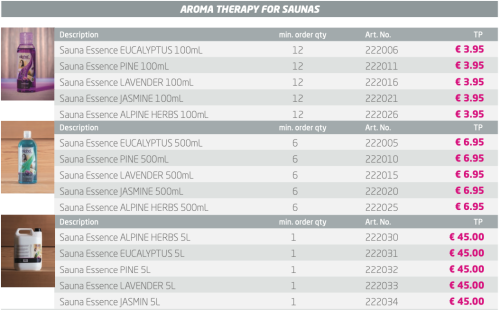 AROMA THERAPY FOR SAUNAS
Description min. order qty Art. No. TP
Sauna Essence EUCALYPTUS 100mL 12 222006 € 3.95
Sauna Essence PINE 100mL 12 222011 € 3.95
Sauna Essence LAVENDER 100mL 12 222016 € 3.95
Sauna Essence JASMINE 100mL 12 222021 € 3.95
Sauna Essence ALPINE HERBS 100mL 12 222026 € 3.95
Description min. order qty Art. No. TP
Sauna Essence EUCALYPTUS 500mL 6 222005 € 6.95
Sauna Essence PINE 500mL 6 222010 € 6.95
Sauna Essence LAVENDER 500mL 6 222015 € 6.95
Sauna Essence JASMINE 500mL 6 222020 € 6.95
Sauna Essence ALPINE HERBS 500mL 6 222025 € 6.95
Description min. order qty Art. No. TP
Sauna Essence ALPINE HERBS 5L 1 222030 € 45.00
Sauna Essence EUCALYPTUS 5L 1 222031 € 45.00
Sauna Essence PINE 5L 1 222032 € 45.00
Sauna Essence LAVENDER 5L 1 222033 € 45.00
Sauna Essence JASMIN 5L 1 222034 € 45.00